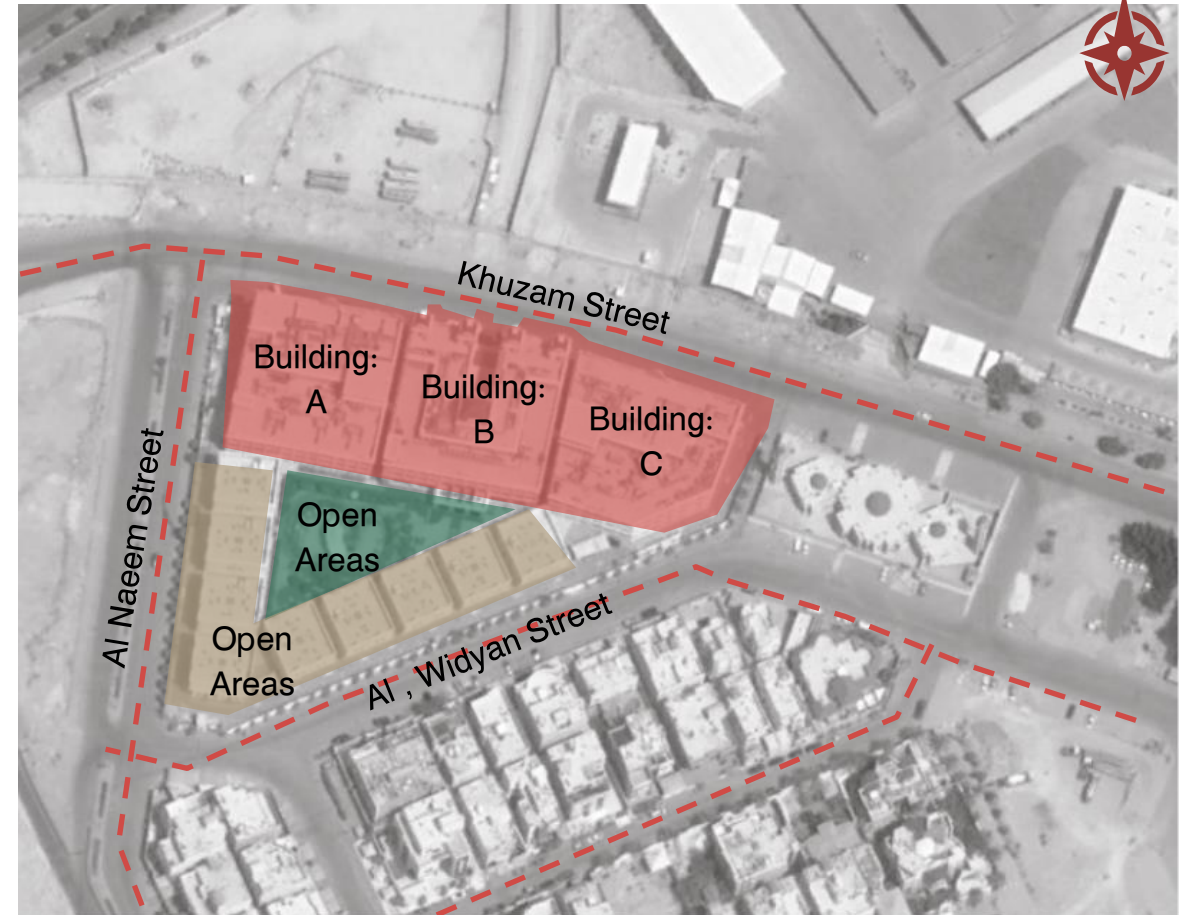 Khuzam Street
Building:
A
Building:
B
Building:
C
Al Naeem Street
Open
Areas
Open
Areas
Al , Widyan Street